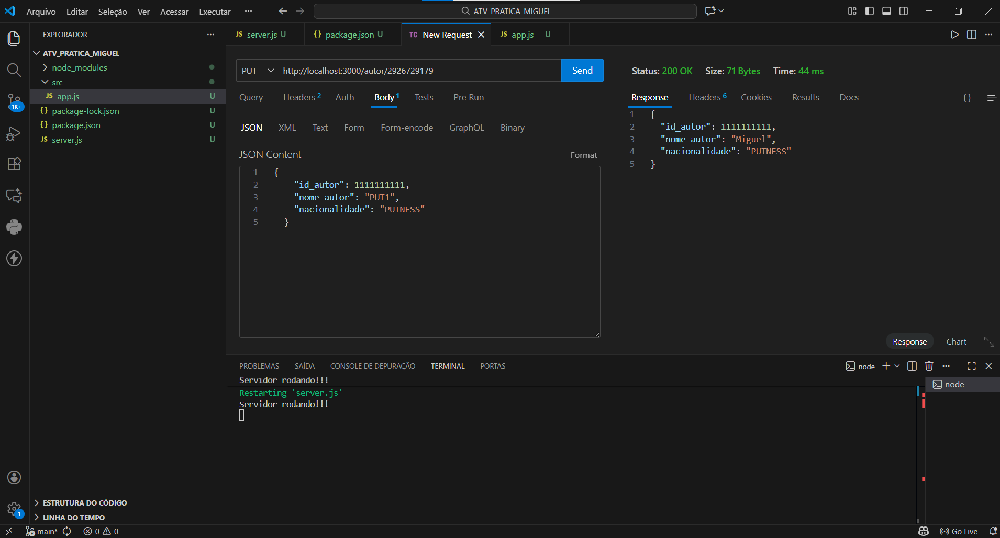 Arquivo Editar Seleção Ver Acessar Executar ···
ATV_PRATICA_MIGUEL
EXPLORADOR ···
ATV_PRATICA_MIGUEL
node_modules
src
JS app.js U
{} package-lock.json U
{} package.json U
JS server.js U
1K+
1
ESTRUTURA DO CÓDIGO
LINHA DO TEMPO
JS server.js U
{} package.json U
TC New Request
JS app.js U
PUT http://localhost:3000/autor/2926729179 Send
Query Headers 2 Auth Body 1 Tests Pre Run
JSON XML Text Form Form-encode GraphQL Binary
JSON Content Format
1 {
2 "id_autor": 1111111111,
3 "nome_autor": "PUT1",
4 "nacionalidade": "PUTNESS"
5 }
Status: 200 OK Size: 71 Bytes Time: 44 ms
Response Headers 6 Cookies Results Docs {}
1 {
2 "id_autor": 1111111111,
3 "nome_autor": "Miguel",
4 "nacionalidade": "PUTNESS"
5 }
Response Chart
PROBLEMAS SAÍDA CONSOLE DE DEPURAÇÃO TERMINAL PORTAS
node
Servidor rodando!!!
Restarting 'server.js'
Servidor rodando!!!
node
main* 0 0
Go Live